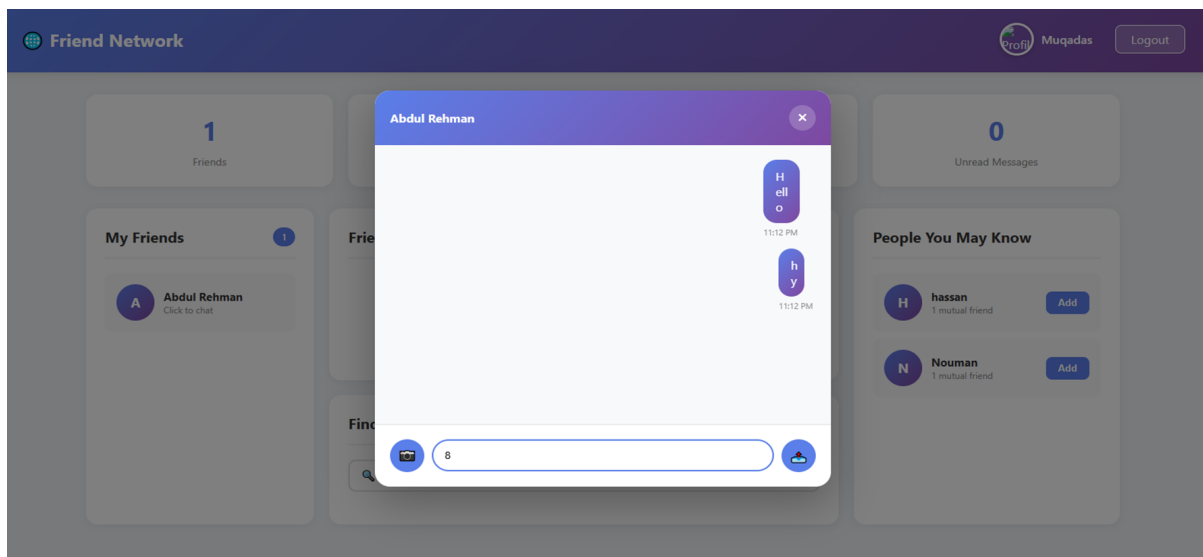 Friend Network
Profil
Muqadas
Logout
1
Friends
0
Unread Messages
My Friends
1
A
Abdul Rehman
Click to chat
Abdul Rehman
×
H
ell
o
11:12 PM
h
y
11:12 PM
8
People You May Know
H
hassan
1 mutual friend
Add
N
Nouman
1 mutual friend
Add